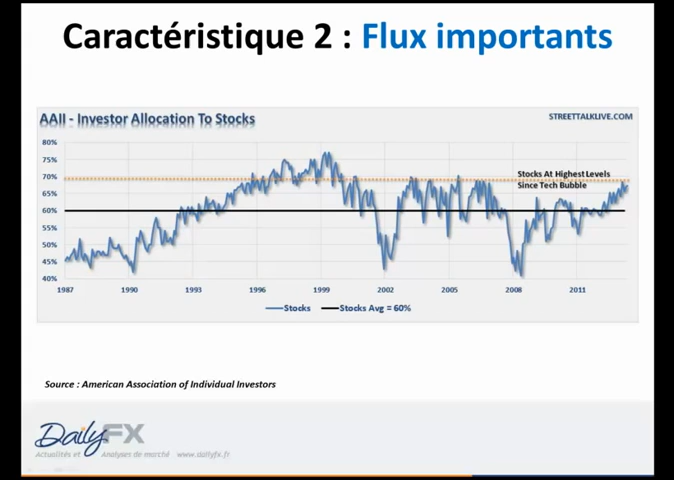 Caractéristique 2 : Flux importants
AAII - Investor Allocation To Stocks
STREETTALKLIVE.COM
80%
75%
70%
65%
60%
55%
50%
45%
40%
Stocks At Highest Levels
Since Tech Bubble
1987 1990 1993 1996 1999 2002 2005 2008 2011
Stocks Stocks Avg = 60%
Source : American Association of Individual Investors
DailyFX
Actualités et Analyses de marché www.dailyfx.fr